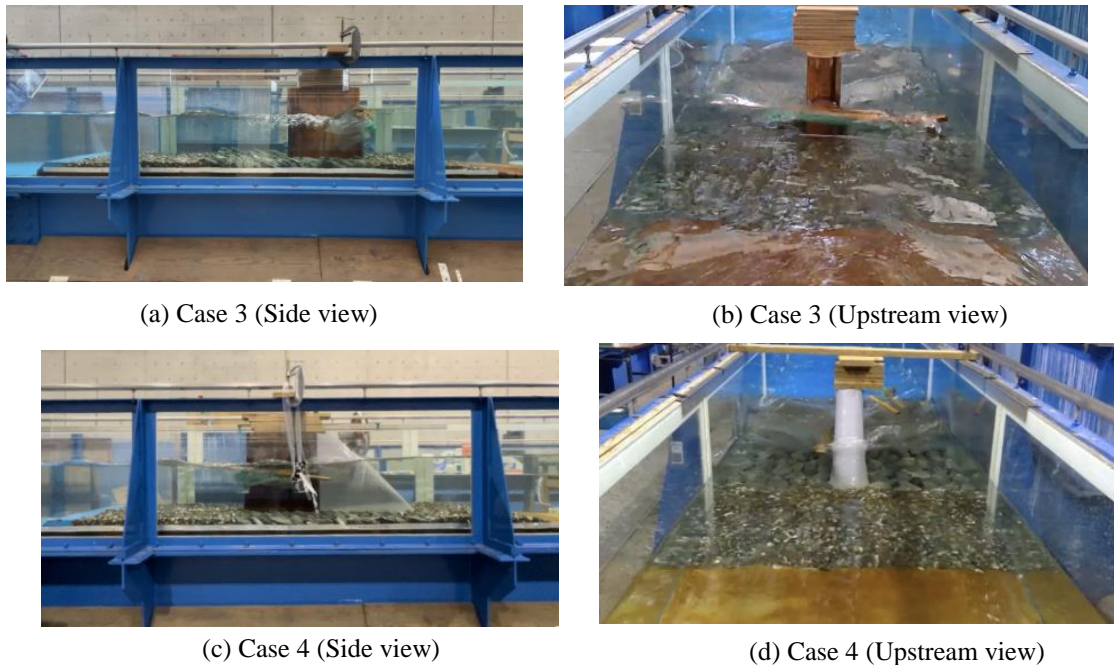 (a) Case 3 (Side view)
(b) Case 3 (Upstream view)
(c) Case 4 (Side view)
(d) Case 4 (Upstream view)